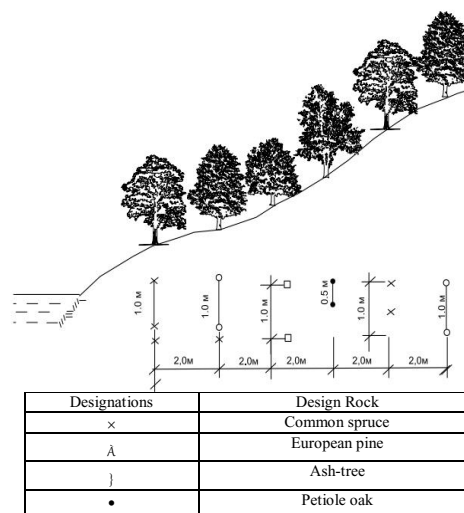 1.0 м
1.0 м
1.0 м
0.5 м
1.0 м
1.0 м
2,0м 2,0м 2,0м 2,0м 2,0м
Designations Design Rock
× Common spruce
À European pine
} Ash-tree
• Petiole oak